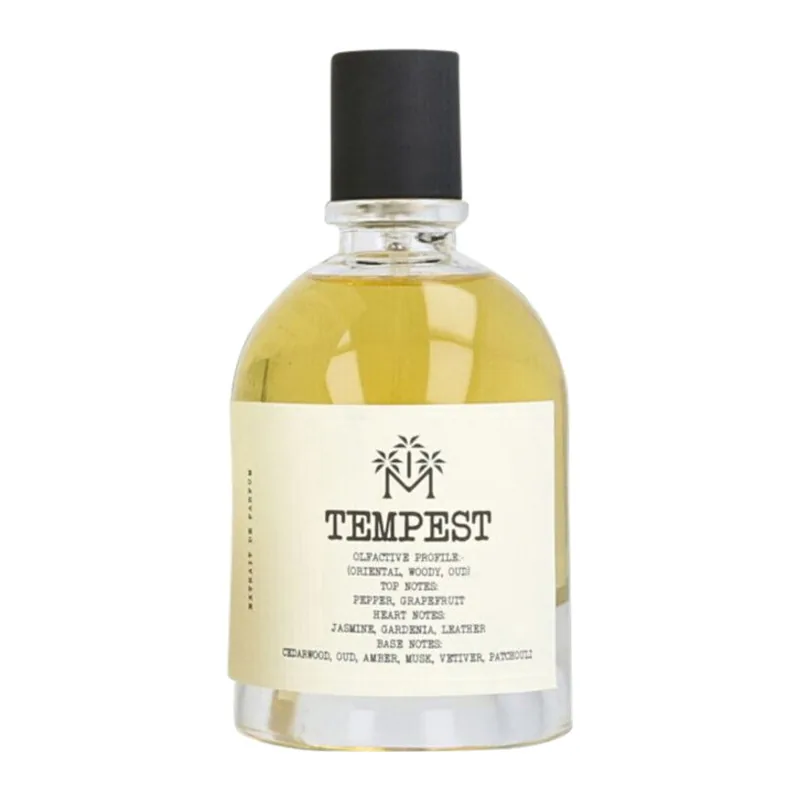 M
TEMPEST
OLFACTIVE PROFILE:-
(ORIENTAL, WOODY, OUD)
TOP NOTES:
PEPPER, GRAPEFRUIT
HEART NOTES:
JASMINE, GARDENIA, LEATHER
BASE NOTES:
CEDARWOOD, OUD, AMBER, MUSK, VETIVER, PATCHOULI
EXTRAIT DE PARFUM